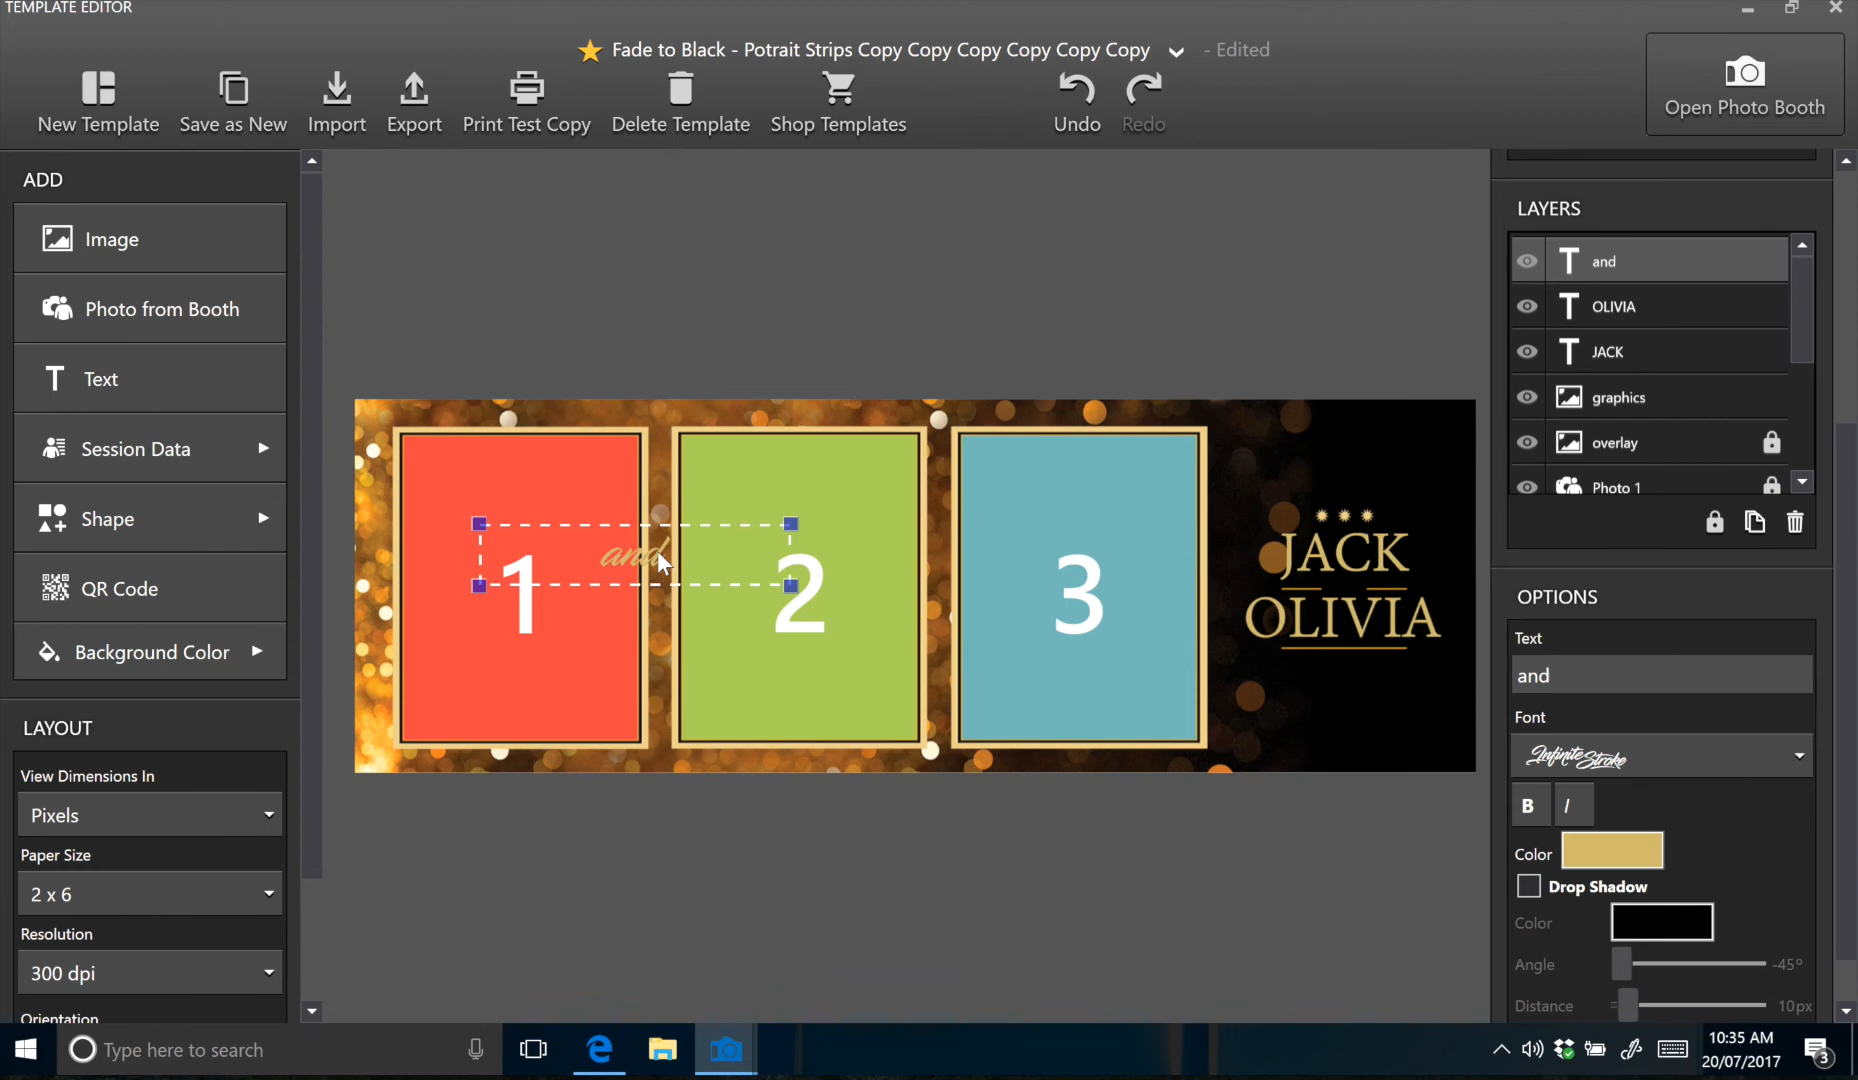 TEMPLATE EDITOR
Fade to Black - Potrait Strips Copy Copy Copy Copy Copy Copy - Edited
New Template
Save as New
Import
Export
Print Test Copy
Delete Template
Shop Templates
Undo
Redo
Open Photo Booth
ADD
Image
Photo from Booth
Text
Session Data
Shape
QR Code
Background Color
LAYOUT
View Dimensions In
Pixels
Paper Size
2 x 6
Resolution
300 dpi
Orientation
1
and
2
3
JACK
OLIVIA
LAYERS
and
OLIVIA
JACK
graphics
overlay
Photo 1
OPTIONS
Text
and
Font
Infinite Stroke
B I
Color
Drop Shadow
Color
Angle -45°
Distance 10px
Type here to search
10:35 AM
20/07/2017
3